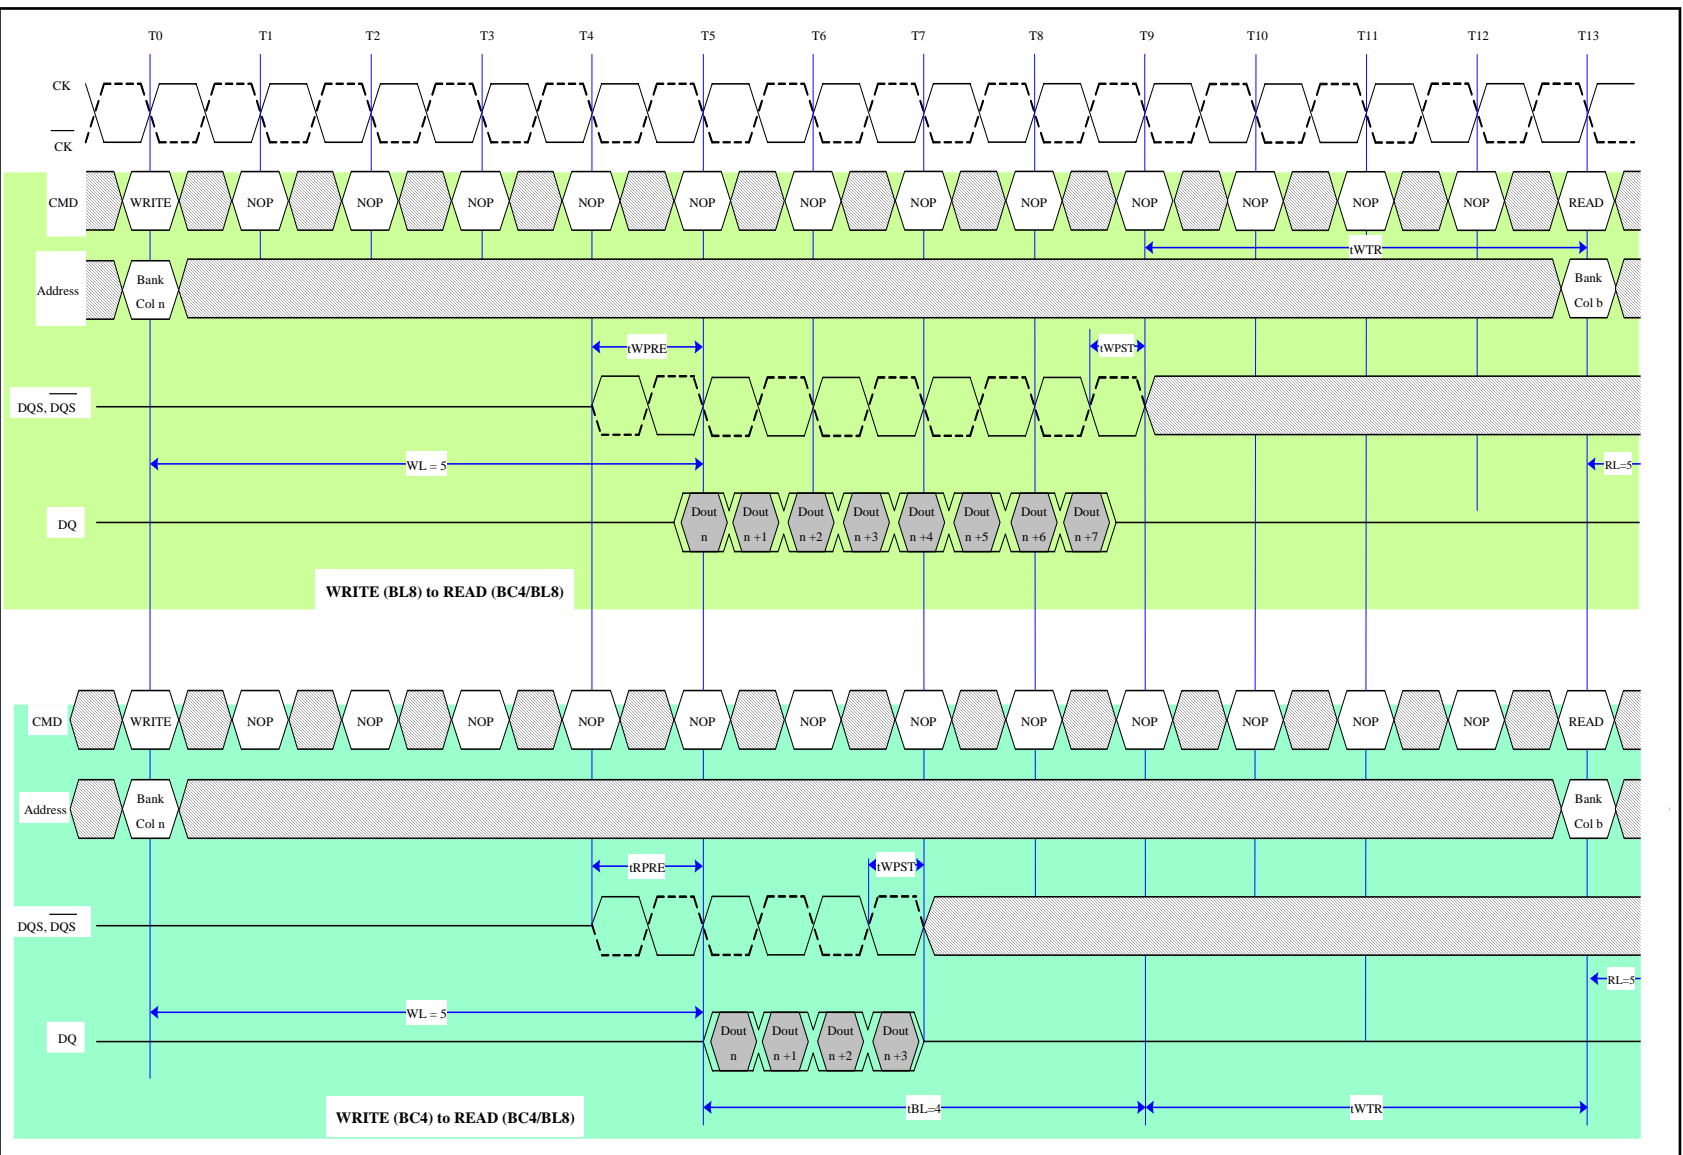 T0 T1 T2 T3 T4 T5 T6 T7 T8 T9 T10 T11 T12 T13
CK
CK
CMD WRITE NOP NOP NOP NOP NOP NOP NOP NOP NOP NOP NOP NOP READ
tWTR
Address Bank Col n Bank Col b
tWPRE tWPST
DQS, DQS
WL = 5 RL=5
DQ Dout n Dout n +1 Dout n +2 Dout n +3 Dout n +4 Dout n +5 Dout n +6 Dout n +7
WRITE (BL8) to READ (BC4/BL8)
CMD WRITE NOP NOP NOP NOP NOP NOP NOP NOP NOP NOP NOP NOP READ
Address Bank Col n Bank Col b
tRPRE tWPST
DQS, DQS
RL=5
WL = 5
DQ Dout n Dout n +1 Dout n +2 Dout n +3
tBL=4 tWTR
WRITE (BC4) to READ (BC4/BL8)